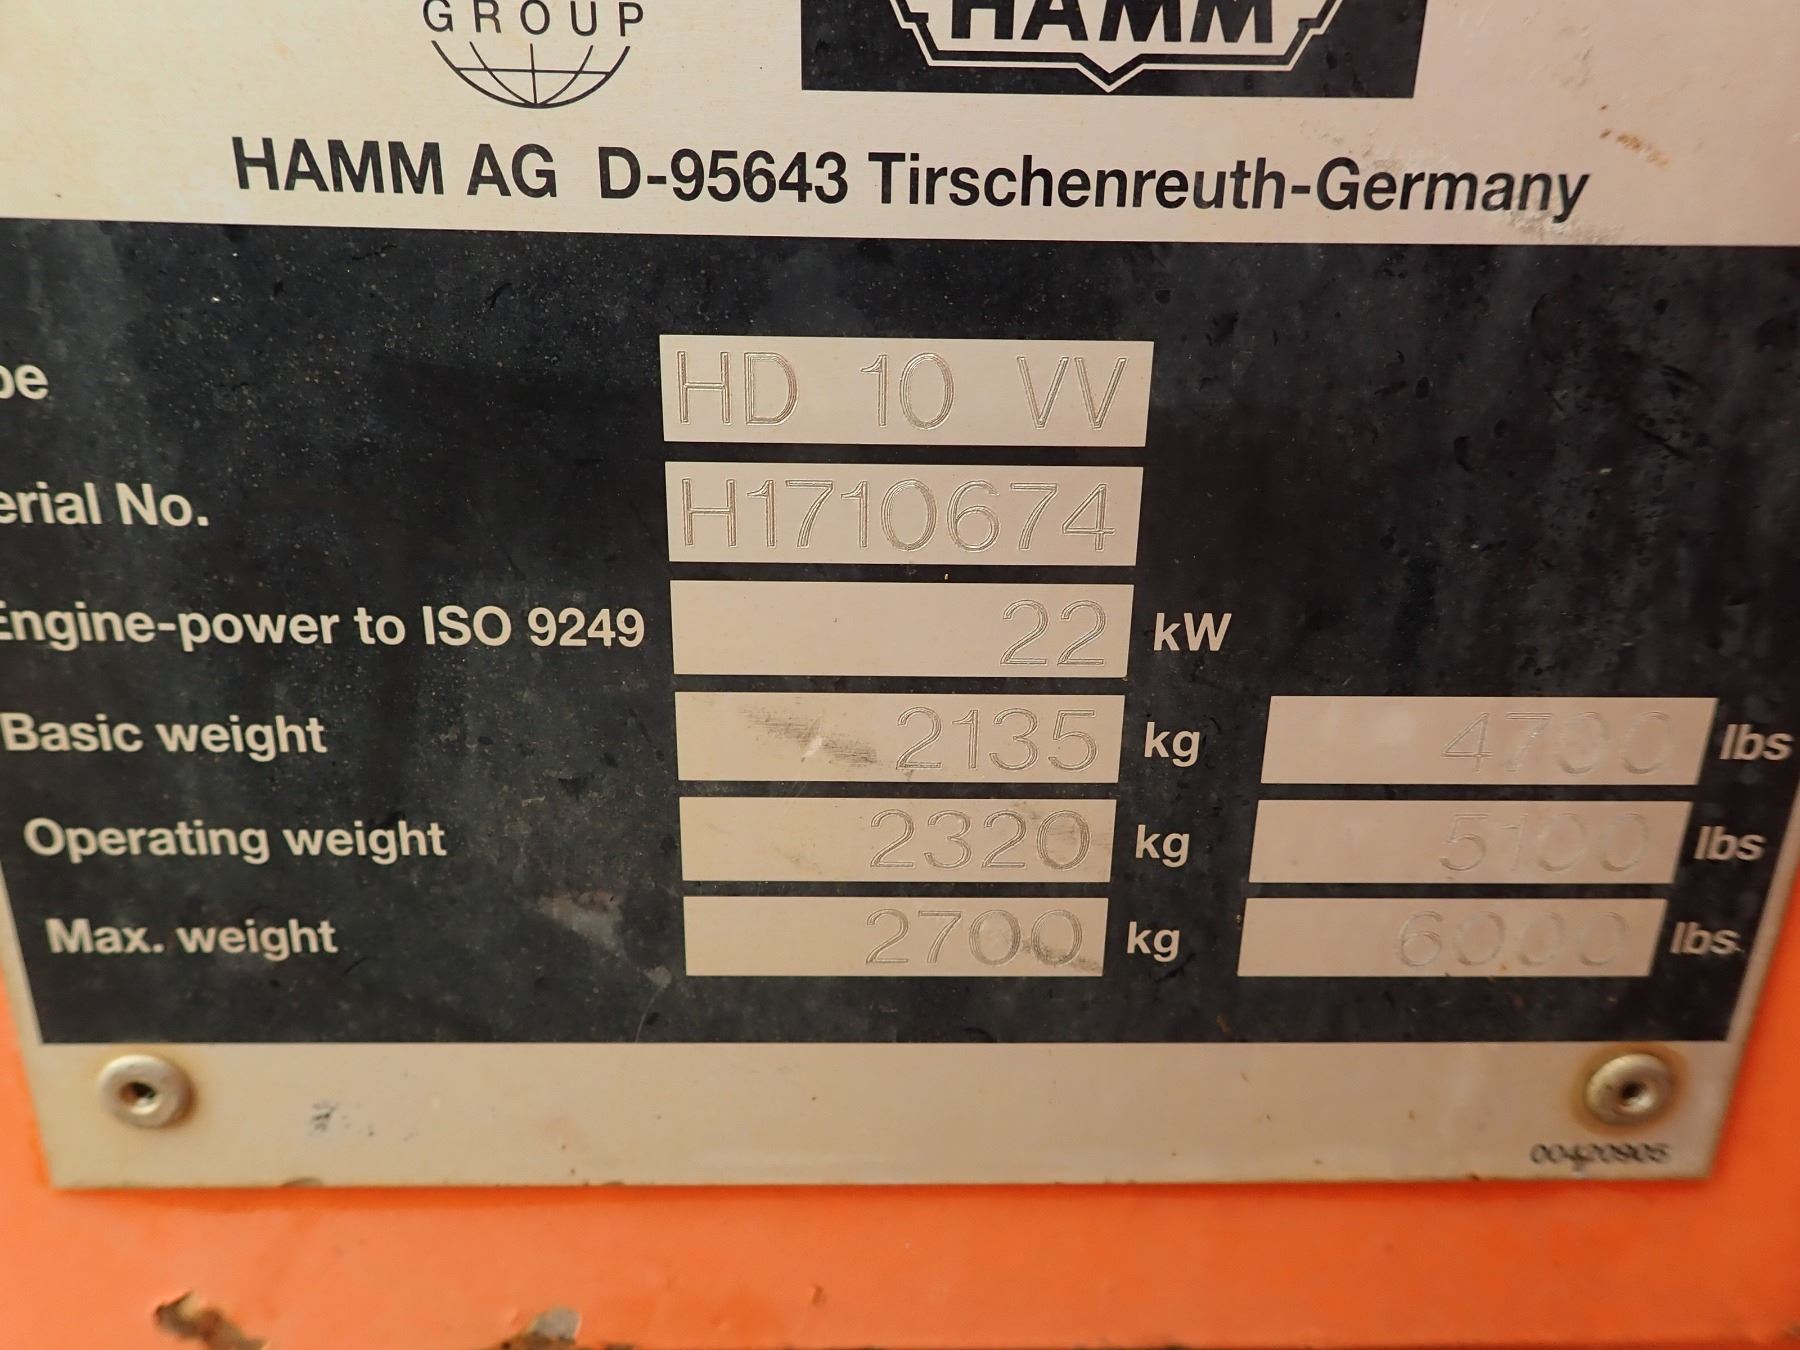 GROUP
HAMM
HAMM AG D-95643 Tirschenreuth-Germany
pe HD 10 VV
erial No. H1710674
Engine-power to ISO 9249 22 kW
Basic weight 2135 kg 4700 lbs
Operating weight 2320 kg 5100 lbs
Max. weight 2700 kg 6000 lbs
00420905